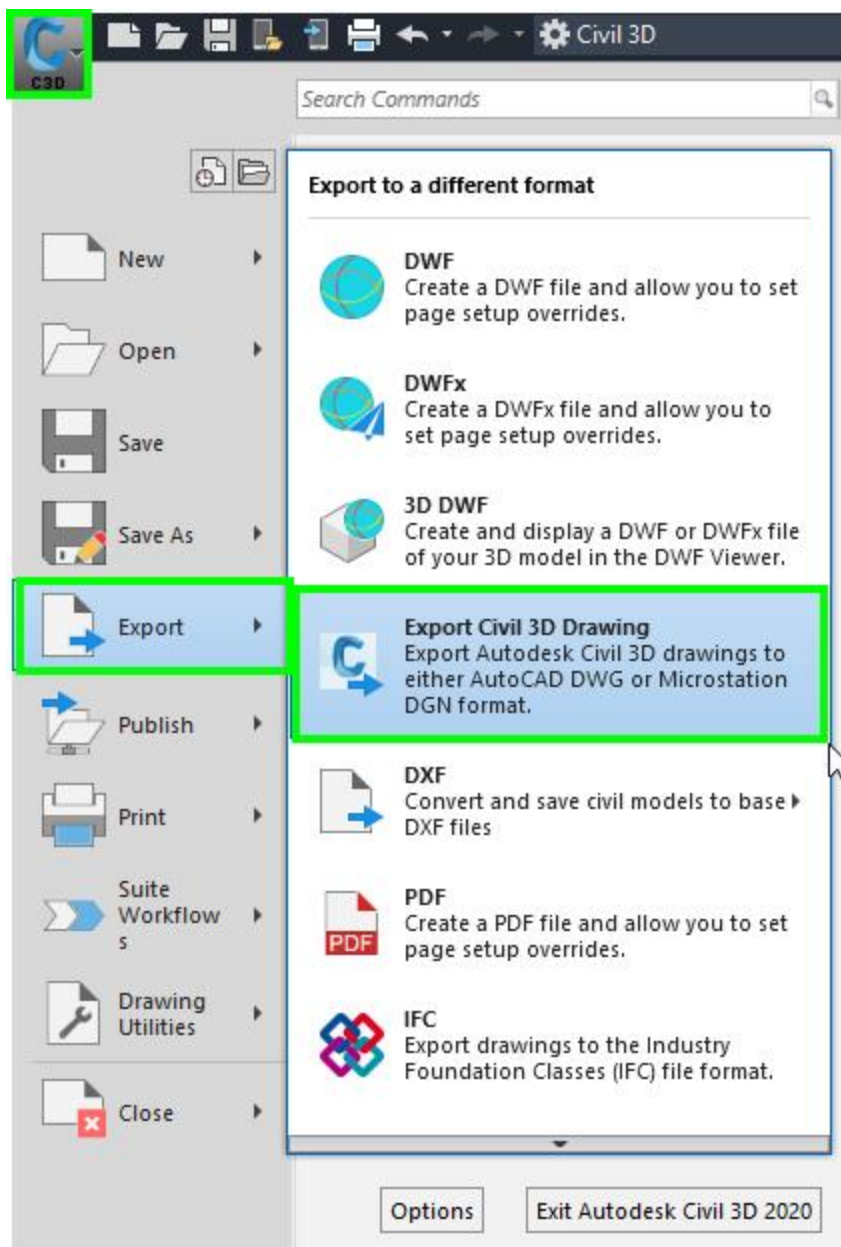 C3D
Civil 3D
Search Commands
Export to a different format
New
Open
Save
Save As
Export
Publish
Print
Suite
Workflow
s
Drawing
Utilities
Close
DWF
Create a DWF file and allow you to set
page setup overrides.
DWFx
Create a DWFx file and allow you to
set page setup overrides.
3D DWF
Create and display a DWF or DWFx file
of your 3D model in the DWF Viewer.
Export Civil 3D Drawing
Export Autodesk Civil 3D drawings to
either AutoCAD DWG or Microstation
DGN format.
DXF
Convert and save civil models to base
DXF files
PDF
PDF
Create a PDF file and allow you to set
page setup overrides.
IFC
Export drawings to the Industry
Foundation Classes (IFC) file format.
Options
Exit Autodesk Civil 3D 2020